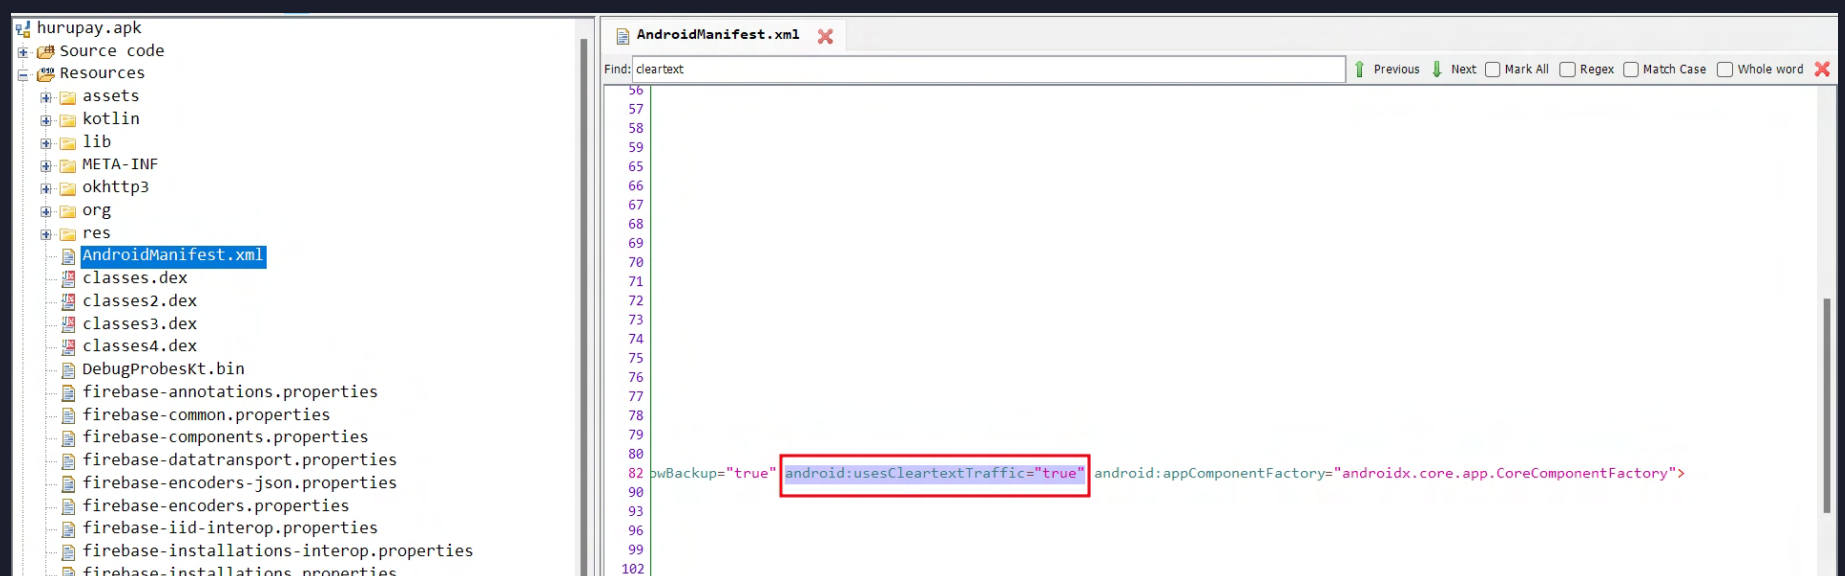 hurupay.apk
Source code
Resources
assets
kotlin
lib
META-INF
okhttp3
org
res
AndroidManifest.xml
classes.dex
classes2.dex
classes3.dex
classes4.dex
DebugProbesKt.bin
firebase-annotations.properties
firebase-common.properties
firebase-components.properties
firebase-datatransport.properties
firebase-encoders-json.properties
firebase-encoders.properties
firebase-iid-interop.properties
firebase-installations-interop.properties
firebase-installations.properties
AndroidManifest.xml
Find: cleartext Previous Next Mark All Regex Match Case Whole word
56
57
58
59
65
66
67
68
69
70
71
72
73
74
75
76
77
78
79
80
82 owBackup="true" android:usesCleartextTraffic="true" android:appComponentFactory="androidx.core.app.CoreComponentFactory">
90
93
96
99
102